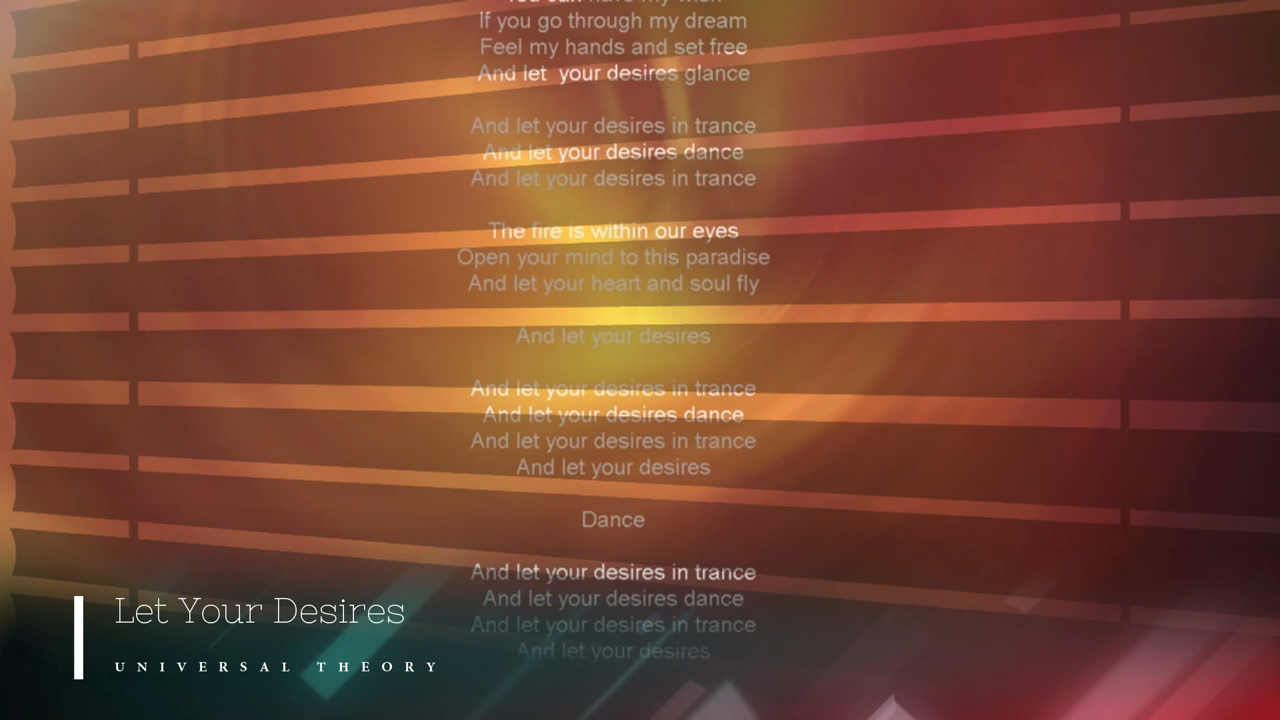 You can have my wish
If you go through my dream
Feel my hands and set free
And let your desires glance
And let your desires in trance
And let your desires dance
And let your desires in trance
The fire is within our eyes
Open your mind to this paradise
And let your heart and soul fly
And let your desires
And let your desires in trance
And let your desires dance
And let your desires in trance
And let your desires
Dance
And let your desires in trance
And let your desires dance
And let your desires in trance
And let your desires
Let Your Desires
UNIVERSAL THEORY